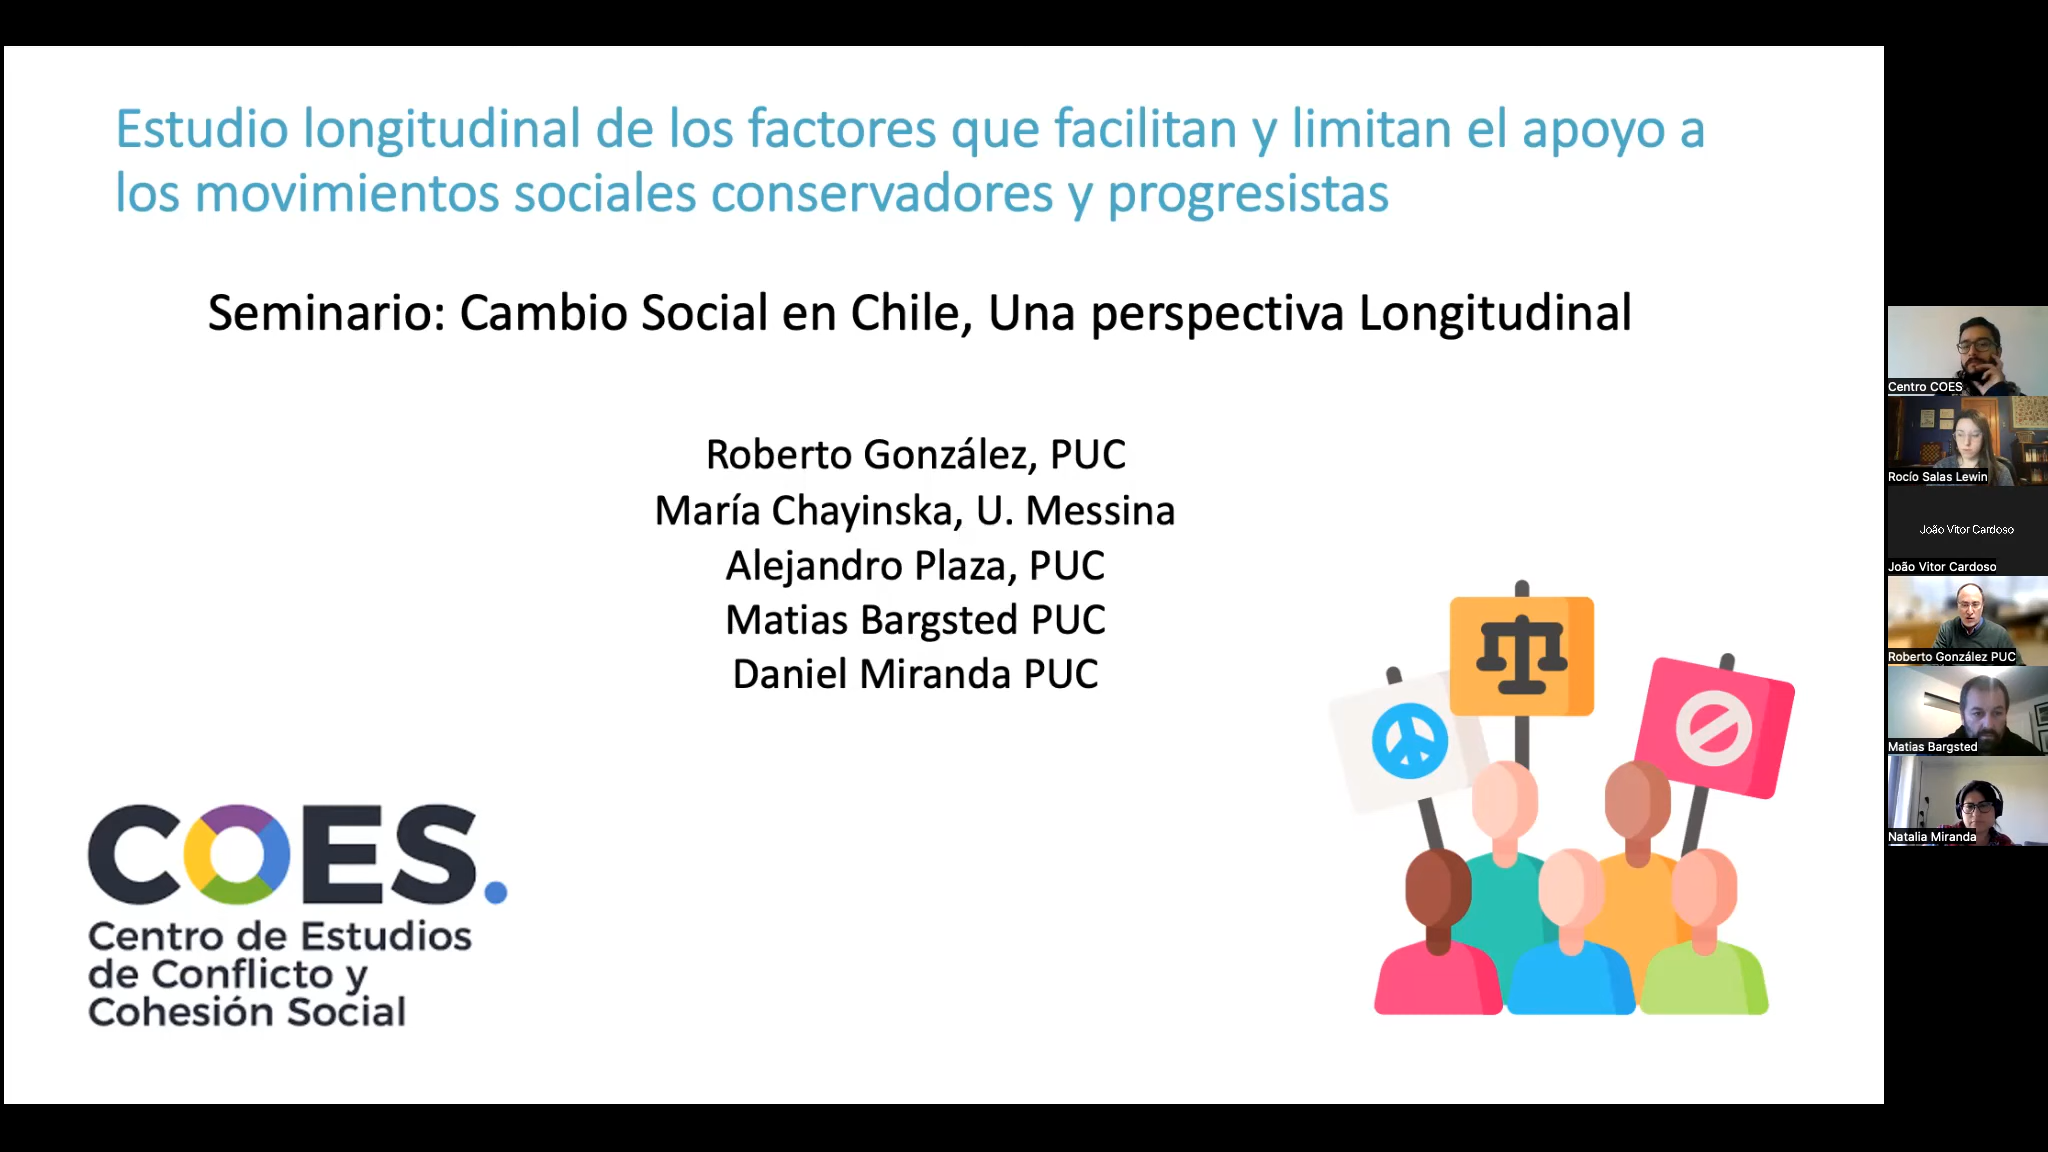 Estudio longitudinal de los factores que facilitan y limitan el apoyo a
los movimientos sociales conservadores y progresistas
Seminario: Cambio Social en Chile, Una perspectiva Longitudinal
Roberto González, PUC
María Chayinska, U. Messina
Alejandro Plaza, PUC
Matias Bargsted PUC
Daniel Miranda PUC
COES.
Centro de Estudios
de Conflicto y
Cohesión Social
Centro COES
Rocío Salas Lewin
João Vitor Cardoso
João Vitor Cardoso
Roberto González PUC
Matias Bargsted
Natalia Miranda